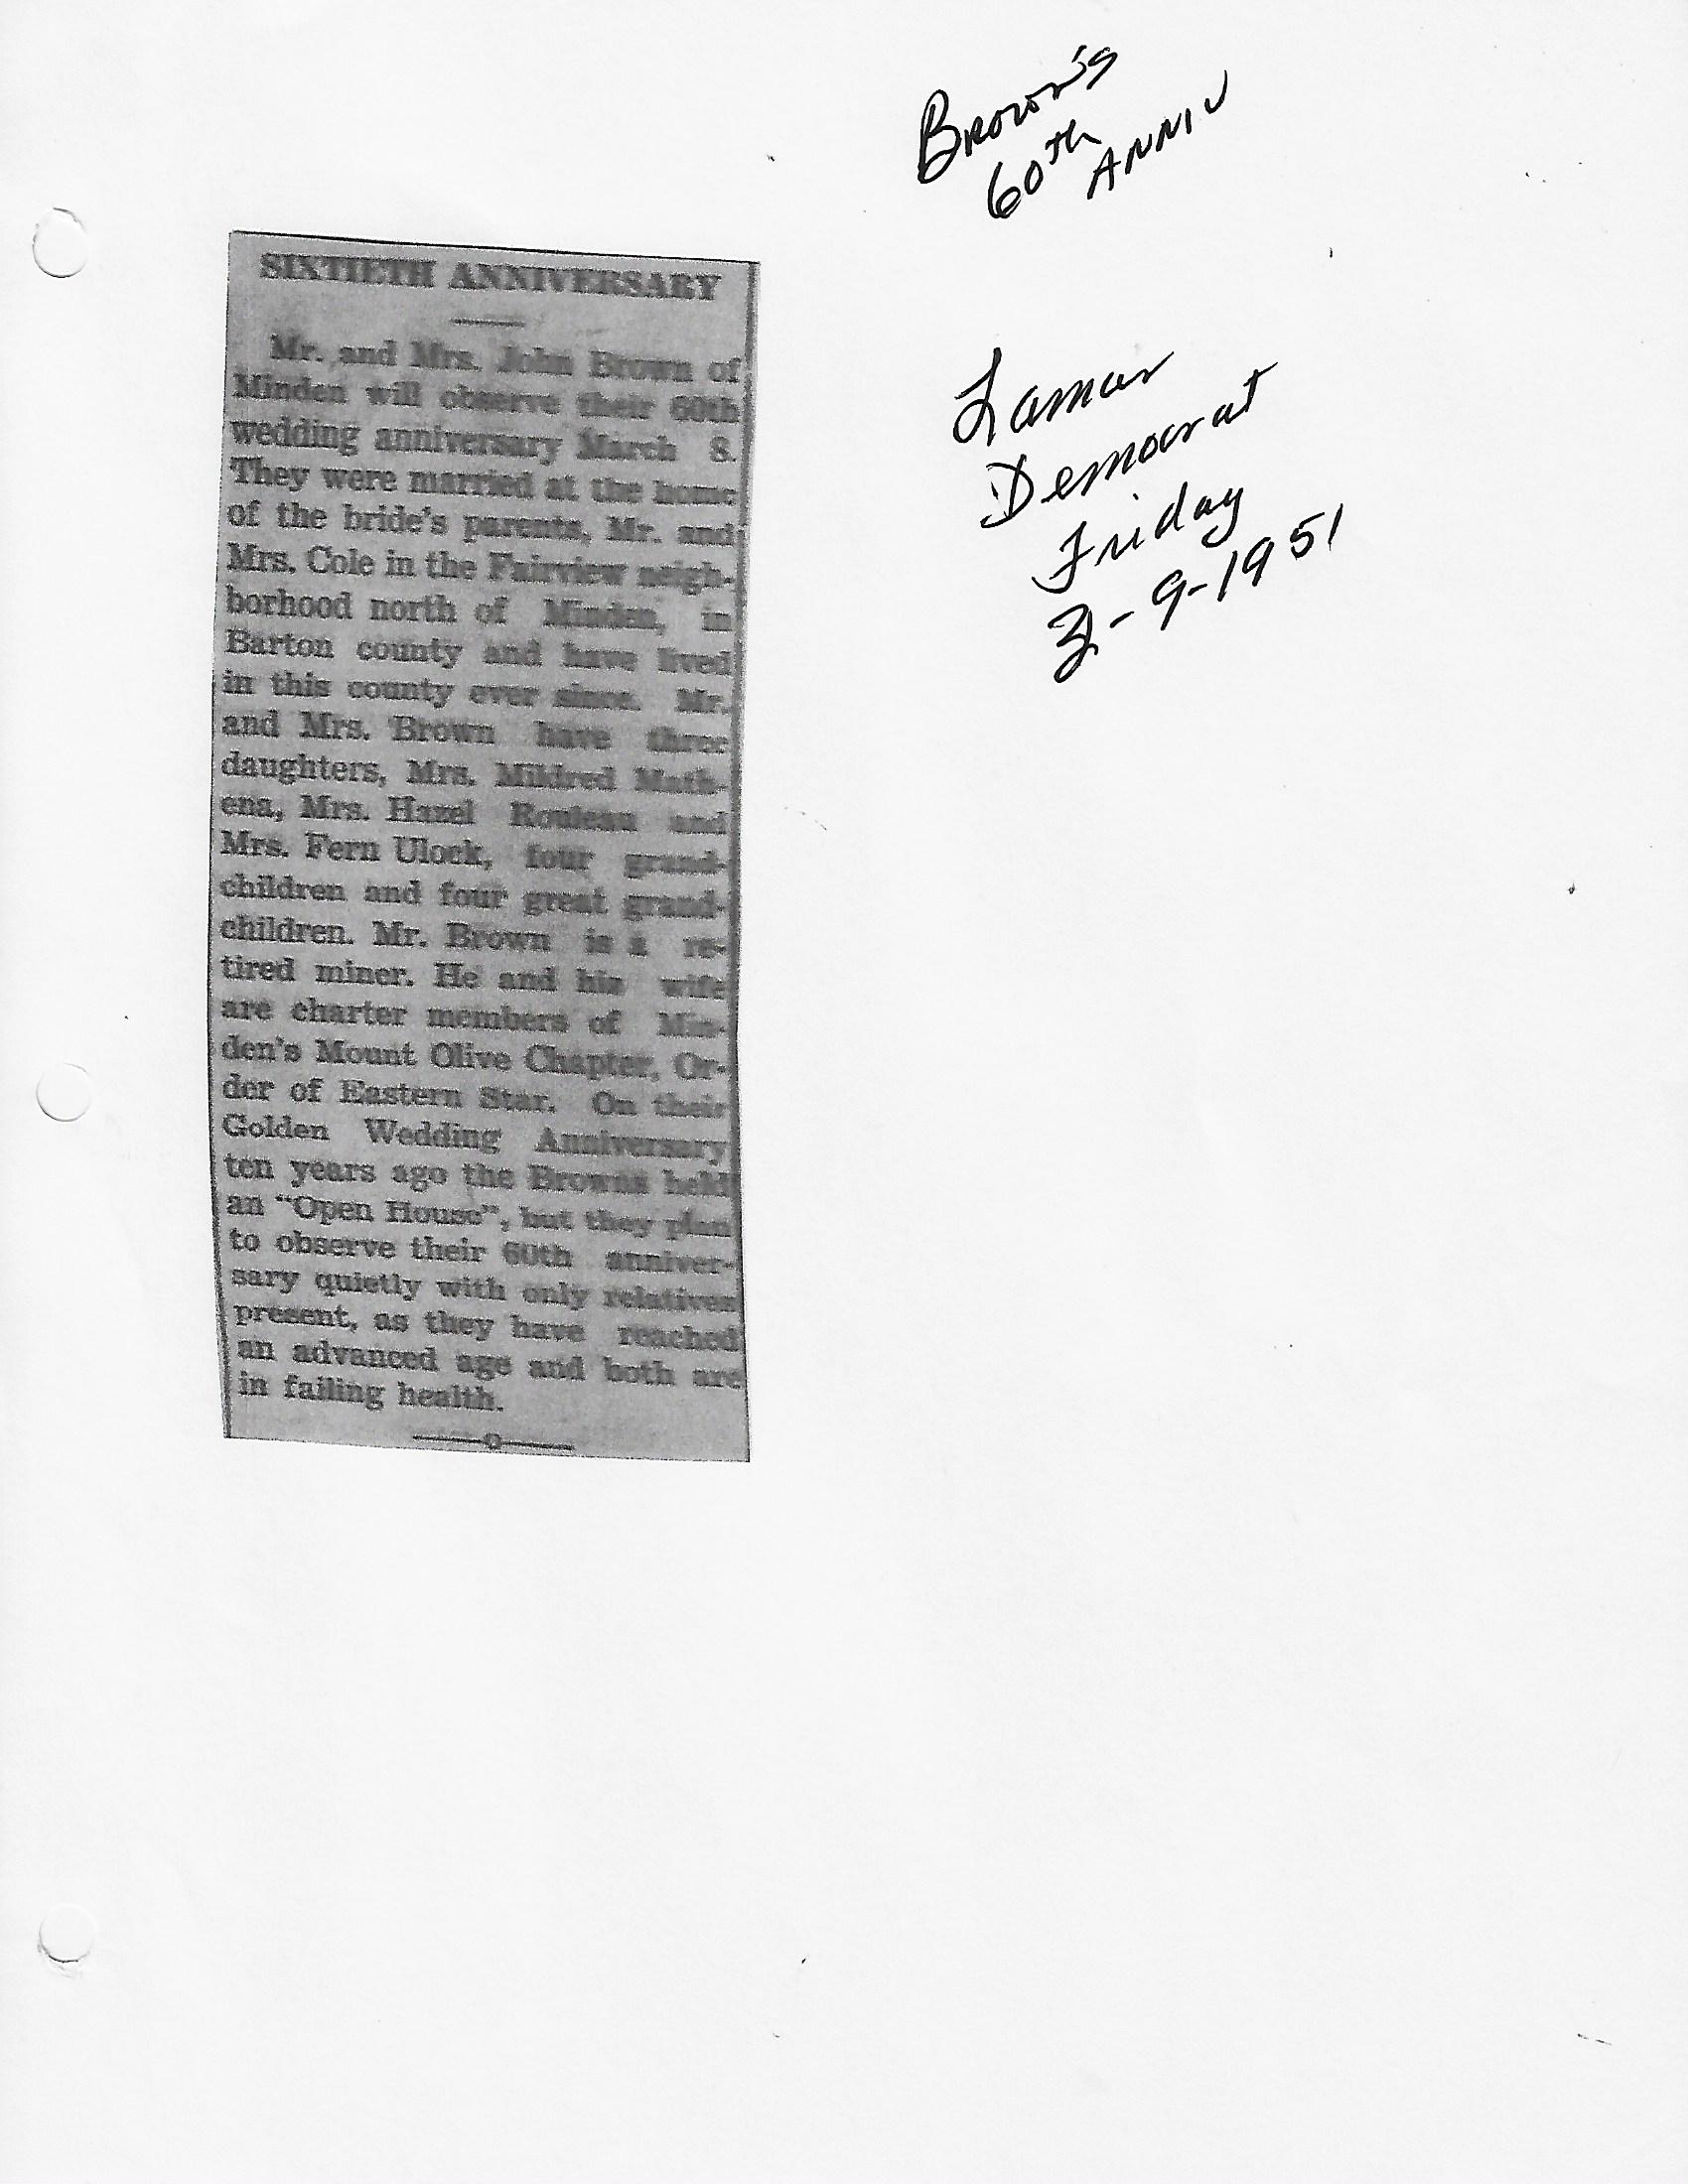 Brown's
60th
ANNIV
Lamar
Democrat
Friday
3-9-1951
SIXTIETH ANNIVERSARY
Mr. and Mrs. John Brown of
Minden will observe their 60th
wedding anniversary March 8.
They were married at the home
of the bride's parents, Mr. and
Mrs. Cole in the Fairview neigh-
borhood north of Minden, in
Barton county and have lived
in this county ever since. Mr.
and Mrs. Brown have three
daughters, Mrs. Mildred Math-
ena, Mrs. Hazel Rouleau and
Mrs. Fern Ulock, four grand-
children and four great grand-
children. Mr. Brown is a re-
tired miner. He and his wife
are charter members of Min-
den's Mount Olive Chapter, Or-
der of Eastern Star. On their
Golden Wedding Anniversary
ten years ago the Browns held
an "Open House", but they plan
to observe their 60th anniver-
sary quietly with only relatives
present, as they have reached
an advanced age and both are
in failing health.